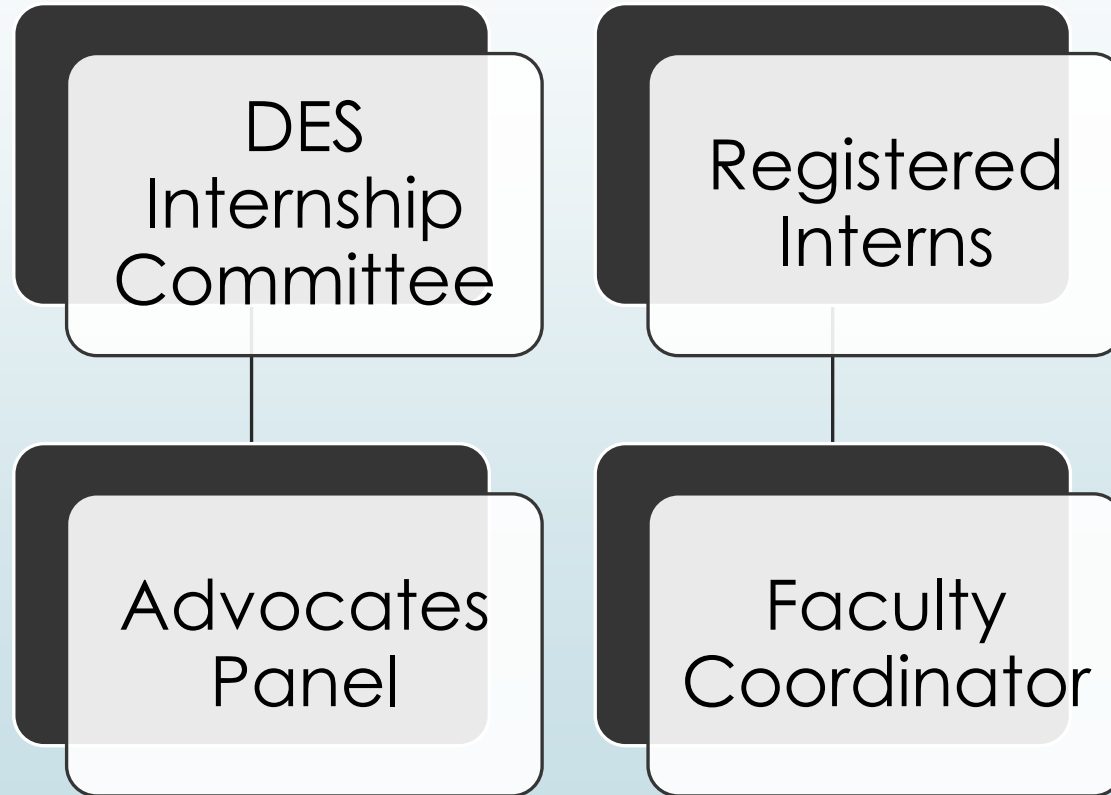 DES
Internship
Committee
Registered
Interns
Advocates
Panel
Faculty
Coordinator